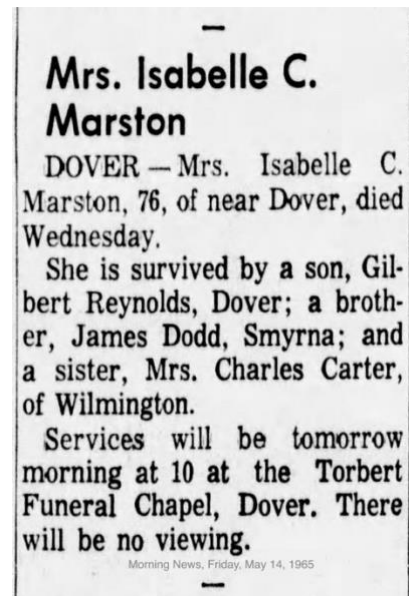 Mrs. Isabelle C.
Marston
DOVER — Mrs. Isabelle C.
Marston, 76, of near Dover, died
Wednesday.
She is survived by a son, Gil-
bert Reynolds, Dover; a broth-
er, James Dodd, Smyrna; and
a sister, Mrs. Charles Carter,
of Wilmington.
Services will be tomorrow
morning at 10 at the Torbert
Funeral Chapel, Dover. There
will be no viewing.
Morning News, Friday, May 14, 1965